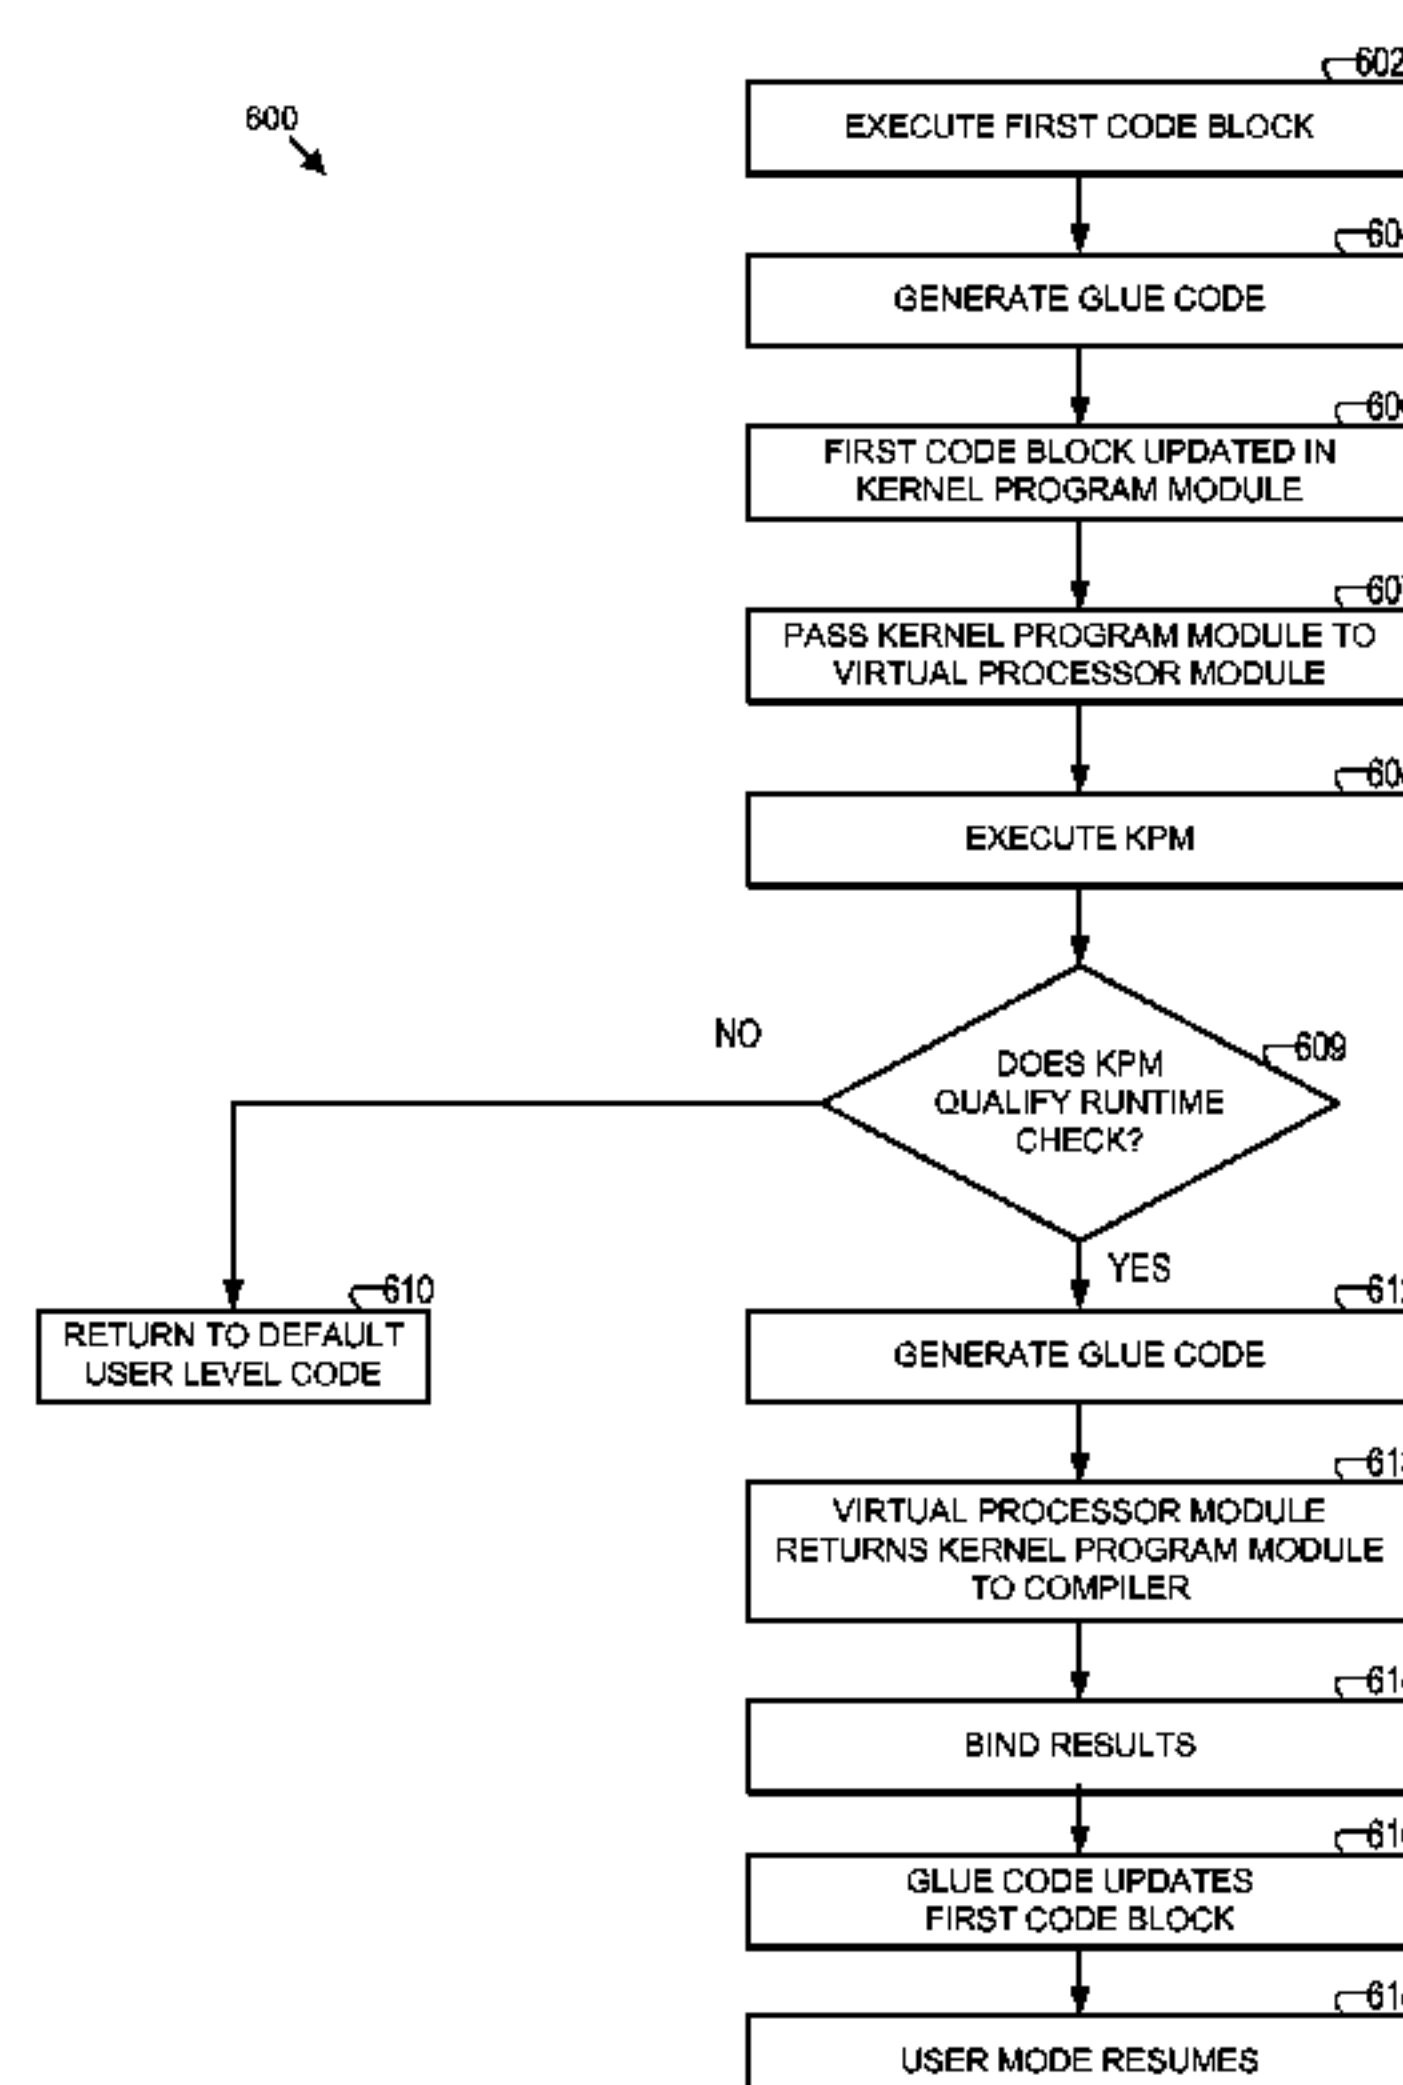 600
602
EXECUTE FIRST CODE BLOCK
GENERATE GLUE CODE
FIRST CODE BLOCK UPDATED IN
KERNEL PROGRAM MODULE
PASS KERNEL PROGRAM MODULE TO
VIRTUAL PROCESSOR MODULE
EXECUTE KPM
NO
609
DOES KPM
QUALIFY RUNTIME
CHECK?
YES
610
RETURN TO DEFAULT
USER LEVEL CODE
GENERATE GLUE CODE
VIRTUAL PROCESSOR MODULE
RETURNS KERNEL PROGRAM MODULE
TO COMPILER
BIND RESULTS
GLUE CODE UPDATES
FIRST CODE BLOCK
USER MODE RESUMES